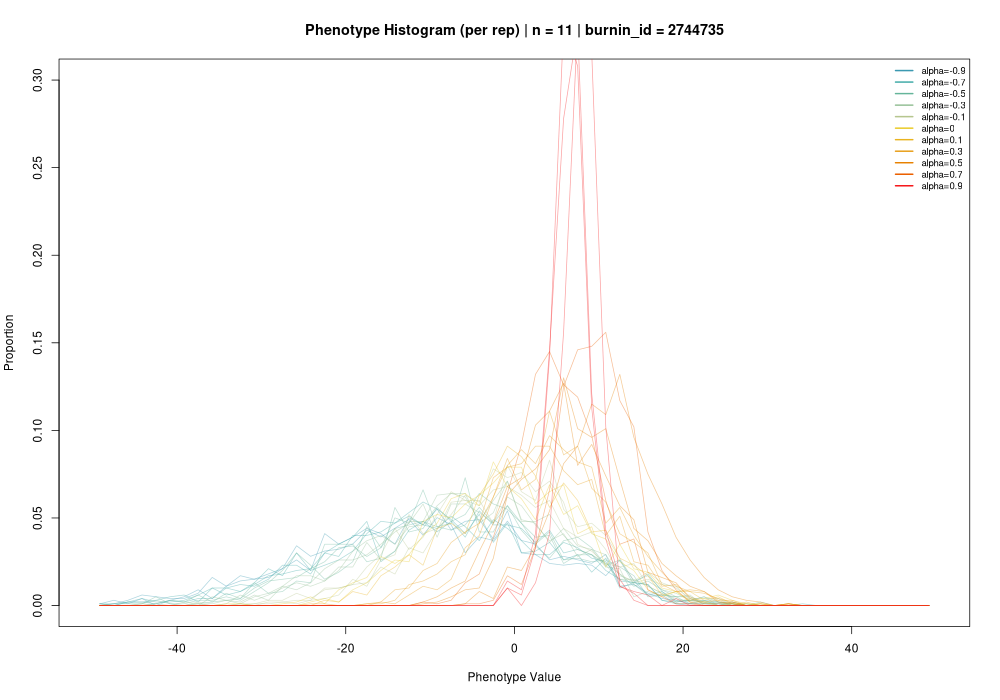 Phenotype Histogram (per rep) | n = 11 | burnin_id = 2744735
alpha=-0.9
alpha=-0.7
alpha=-0.5
alpha=-0.3
alpha=-0.1
alpha=0
alpha=0.1
alpha=0.3
alpha=0.5
alpha=0.7
alpha=0.9
Proportion
0.30
0.25
0.20
0.15
0.10
0.05
0.00
-40
-20
0
20
40
Phenotype Value